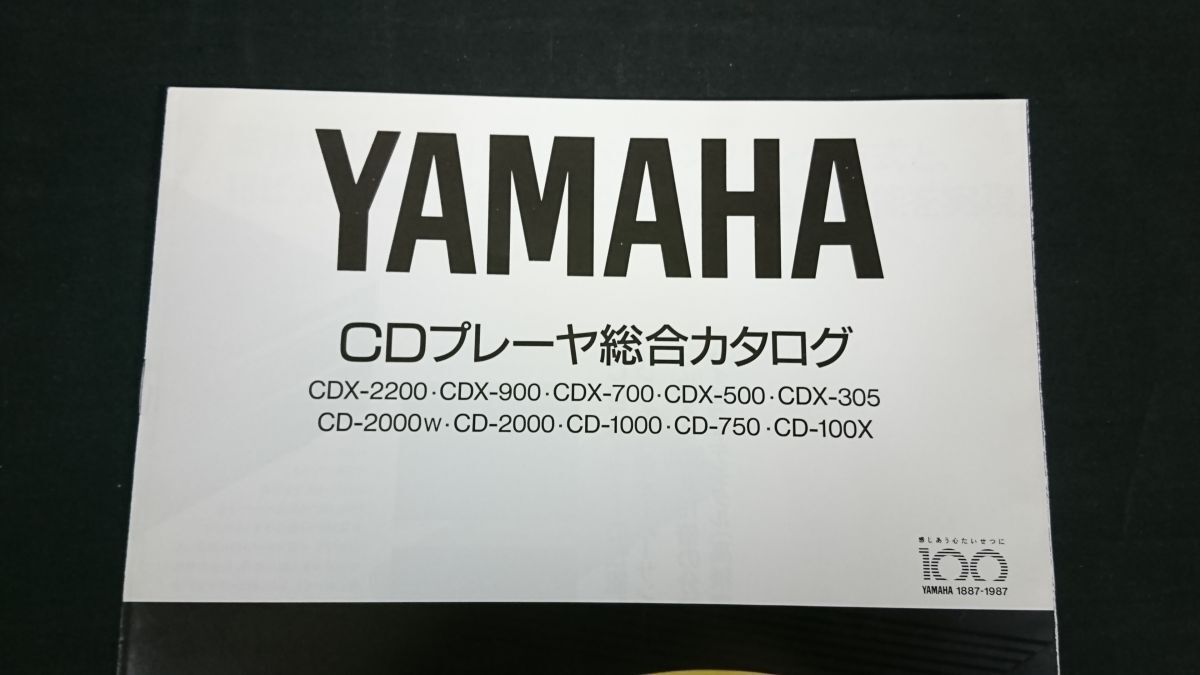 YAMAHA
CDプレーヤ総合カタログ
CDX-2200·CDX-900·CDX-700·CDX-500·CDX-305
CD-2000W·CD-2000·CD-1000·CD-750·CD-100X
感じあう心たいせつに
100
YAMAHA 1887-1987